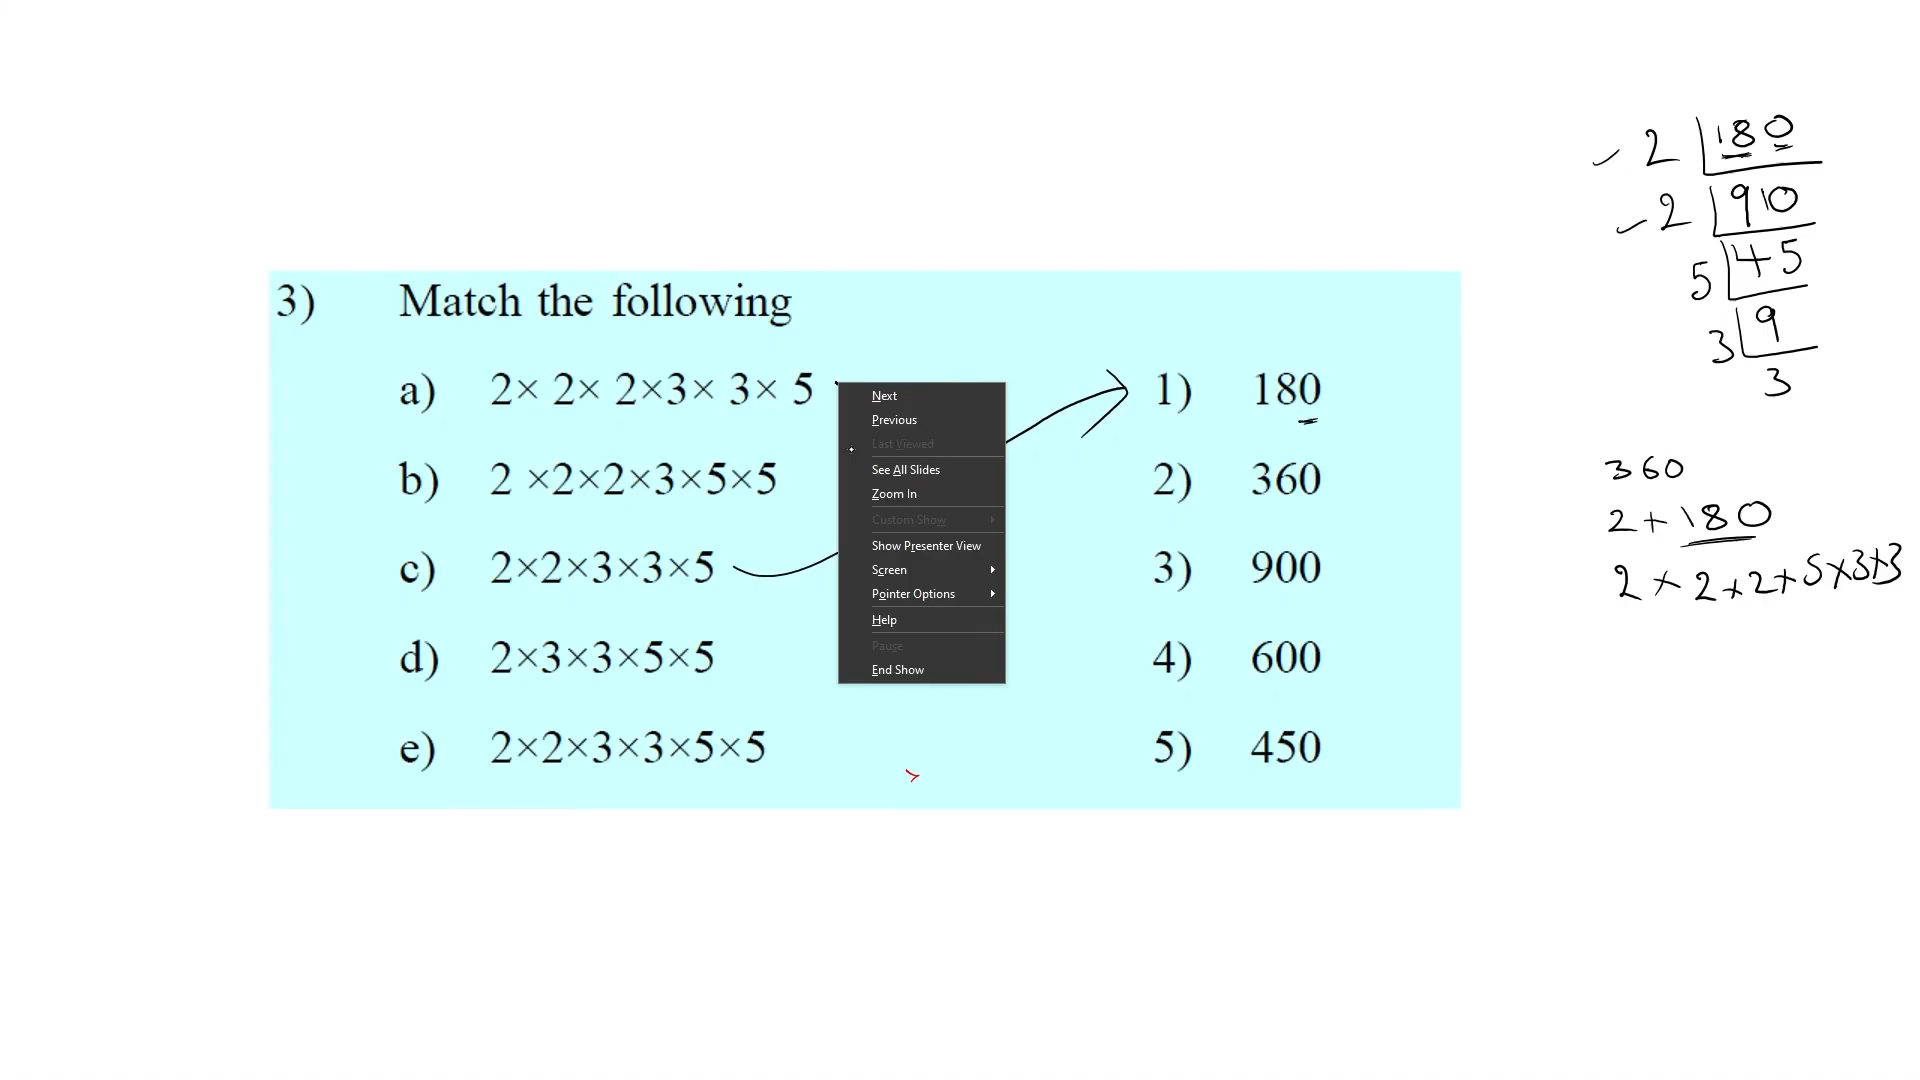 3) Match the following
a) 2× 2× 2×3× 3× 5
b) 2 ×2×2×3×5×5
c) 2×2×3×3×5
d) 2×3×3×5×5
e) 2×2×3×3×5×5
1) 180
2) 360
3) 900
4) 600
5) 450
Next
Previous
Last Viewed
See All Slides
Zoom In
Custom Show
Show Presenter View
Screen
Pointer Options
Help
Pause
End Show
2 180
2 90
5 45
3 9
3
360
2 × 180
2 × 2 × 2 × 5 × 3 × 3